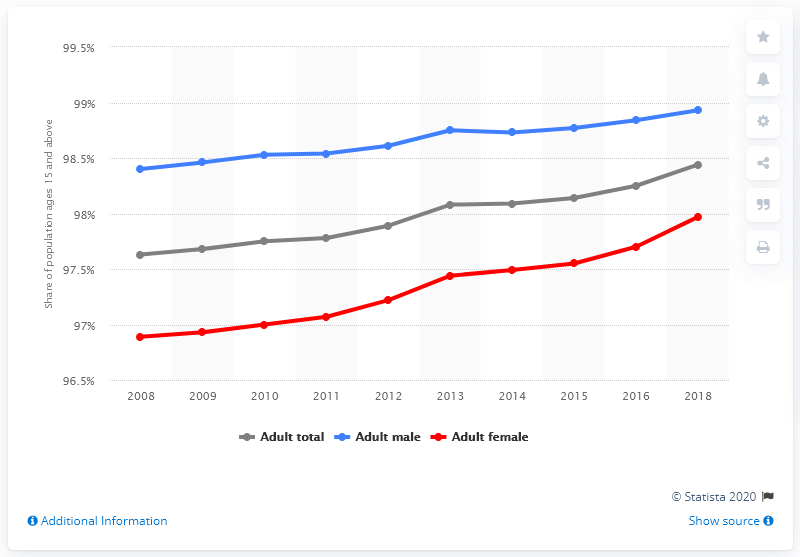 99.5%
99%
98.5%
98%
97.5%
97%
96.5%
Share of population ages 15 and above
2008 2009 2010 2011 2012 2013 2014 2015 2016 2018
Adult total Adult male Adult female
© Statista 2020
Additional Information Show source